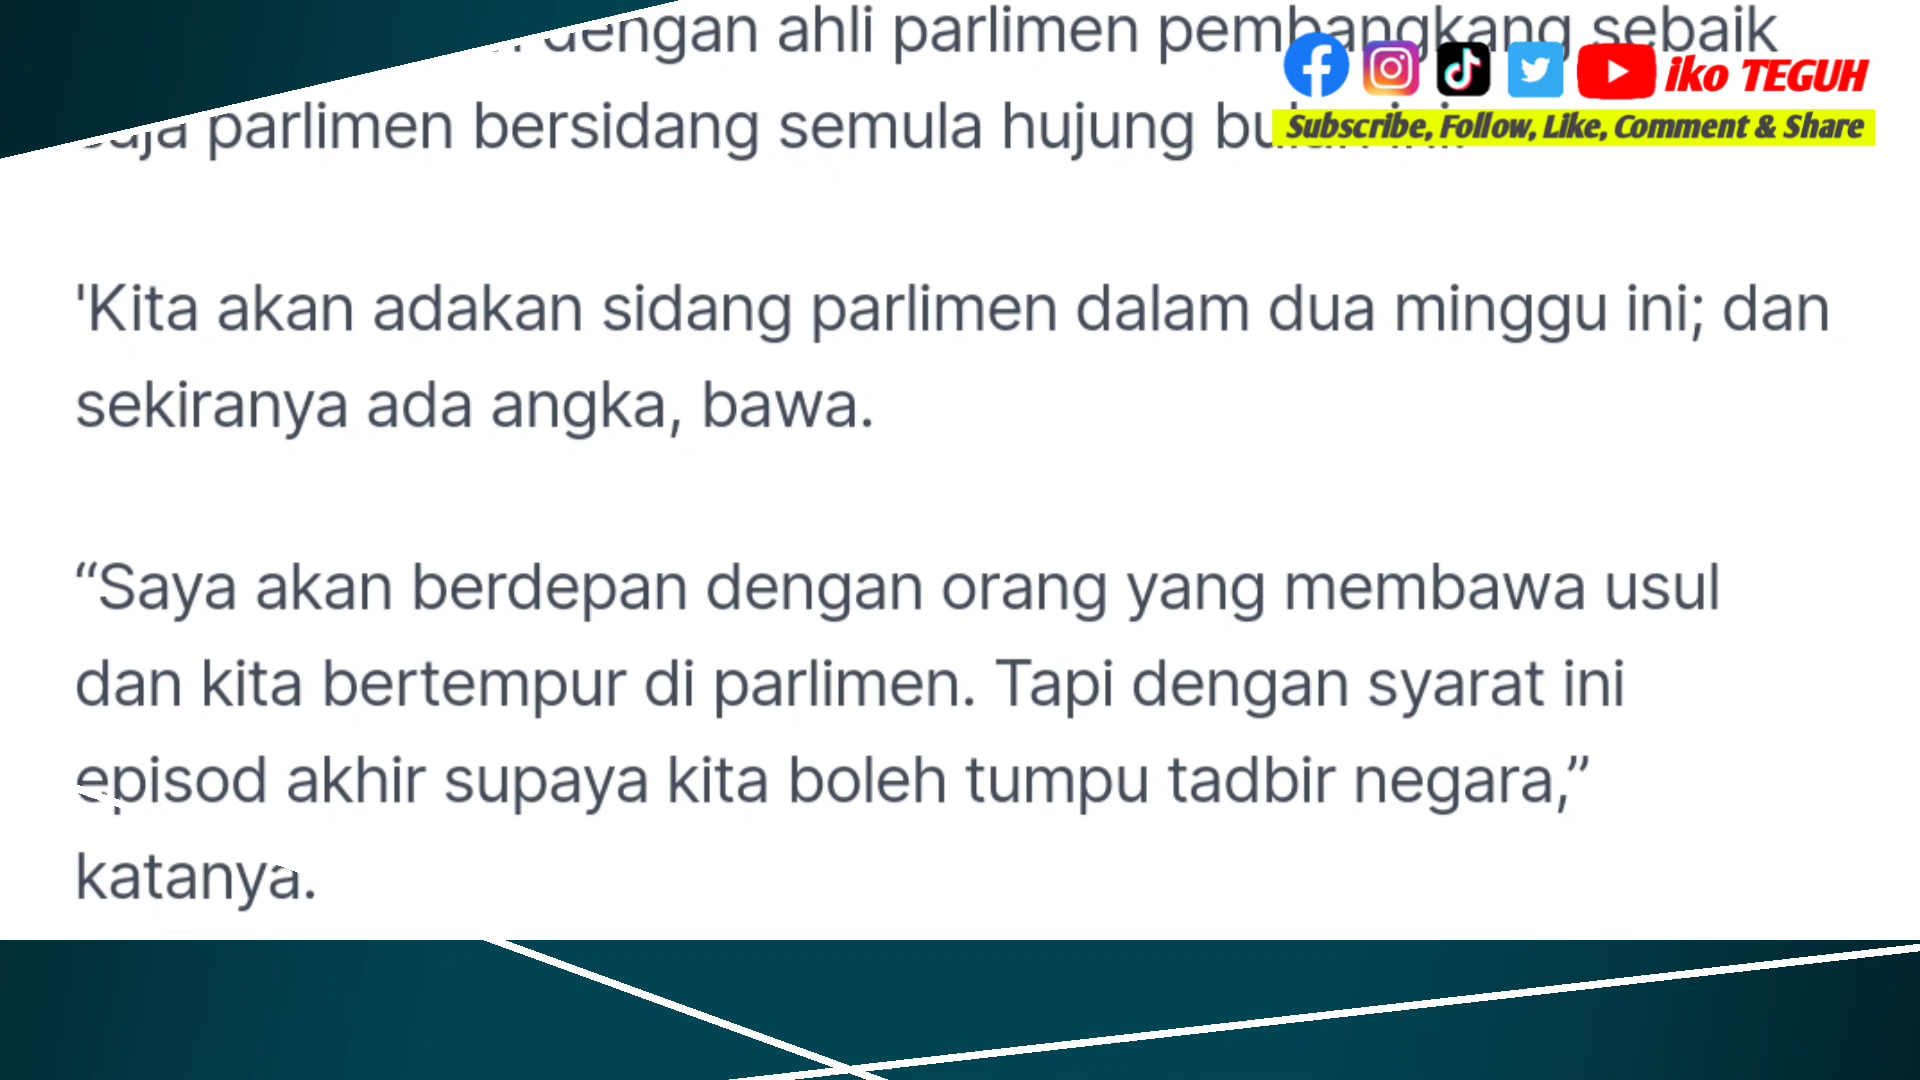 dengan ahli parlimen pembangkang sebaik
parlimen bersidang semula hujung
iko TEGUH
Subscribe, Follow, Like, Comment & Share
'Kita akan adakan sidang parlimen dalam dua minggu ini; dan
sekiranya ada angka, bawa.
“Saya akan berdepan dengan orang yang membawa usul
dan kita bertempur di parlimen. Tapi dengan syarat ini
episod akhir supaya kita boleh tumpu tadbir negara,”
katanya.